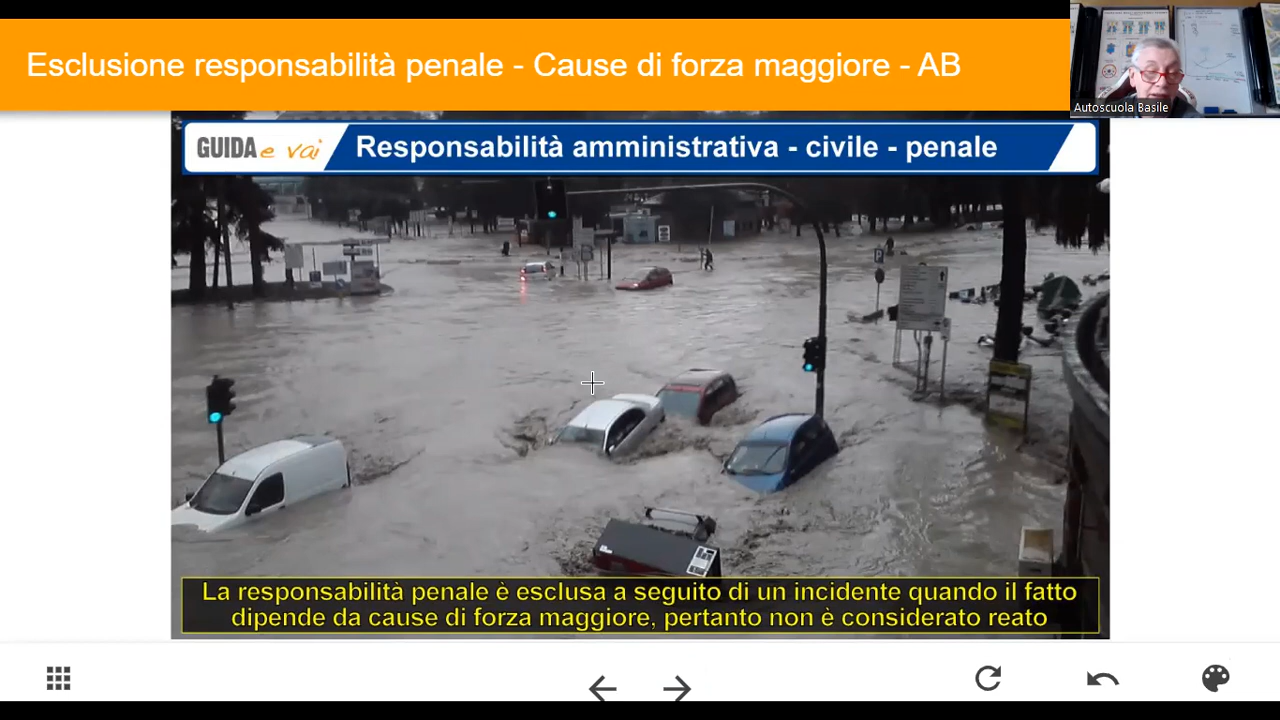 Esclusione responsabilità penale - Cause di forza maggiore - AB
Autoscuola Basile
GUIDA e vai
Responsabilità amministrativa - civile - penale
P
La responsabilità penale è esclusa a seguito di un incidente quando il fatto
dipende da cause di forza maggiore, pertanto non è considerato reato